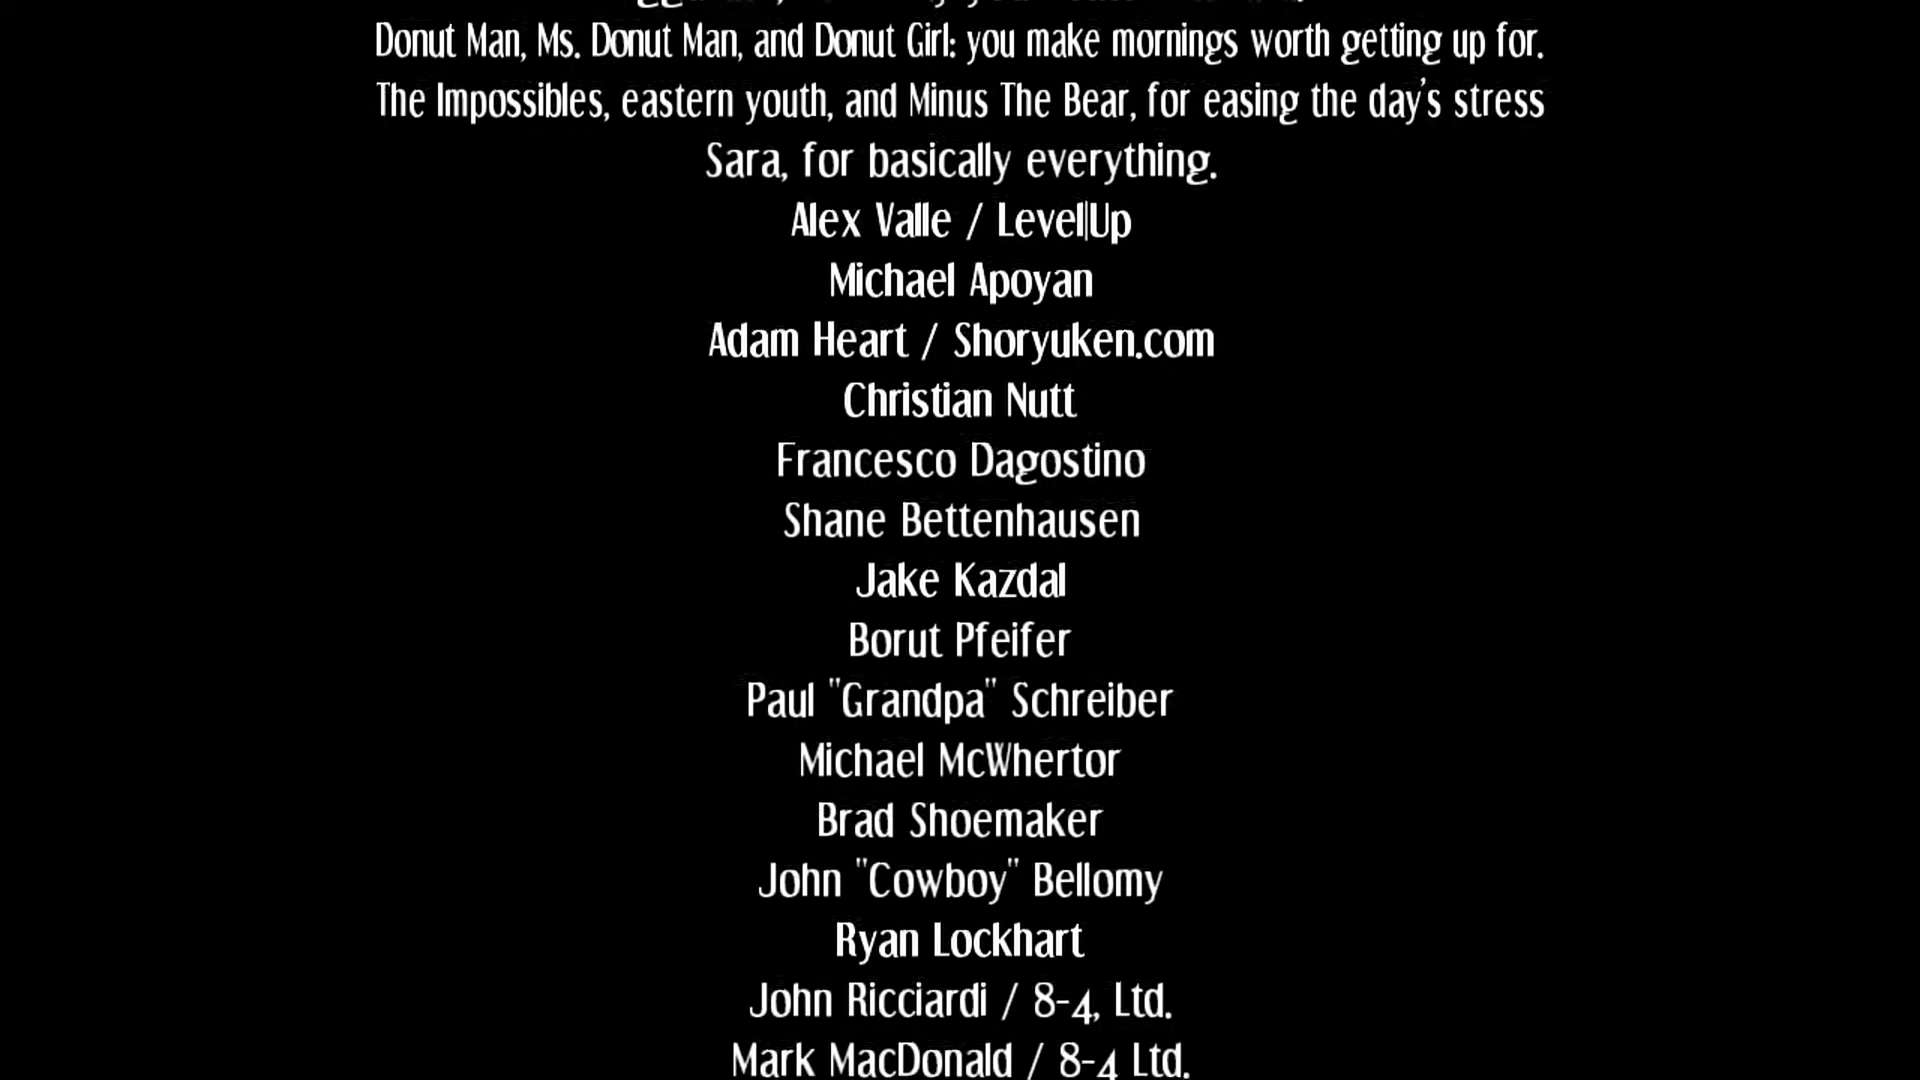 Donut Man, Ms. Donut Man, and Donut Girl: you make mornings worth getting up for.
The Impossibles, eastern youth, and Minus The Bear, for easing the day's stress
Sara, for basically everything.
Alex Valle / Level|Up
Michael Apoyan
Adam Heart / Shoryuken.com
Christian Nutt
Francesco Dagostino
Shane Bettenhausen
Jake Kazdal
Borut Pfeifer
Paul "Grandpa" Schreiber
Michael McWhertor
Brad Shoemaker
John "Cowboy" Bellomy
Ryan Lockhart
John Ricciardi / 8-4, Ltd.
Mark MacDonald / 8-4 Ltd.